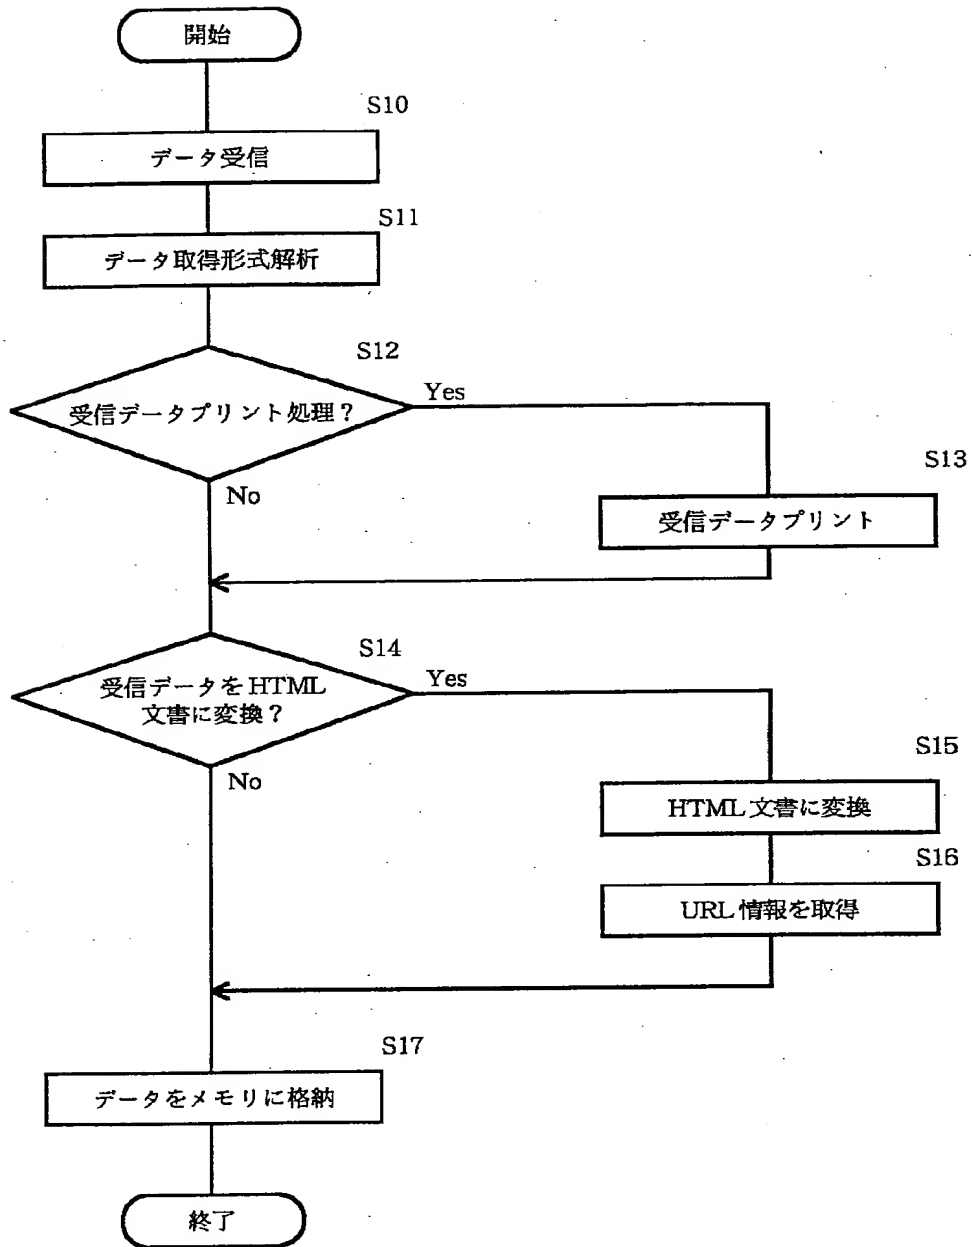 開始
S10
データ受信
S11
データ取得形式解析
S12
受信データプリント処理？
Yes
No
S13
受信データプリント
S14
受信データをHTML
文書に変換？
Yes
No
S15
HTML文書に変換
S16
URL情報を取得
S17
データをメモリに格納
終了